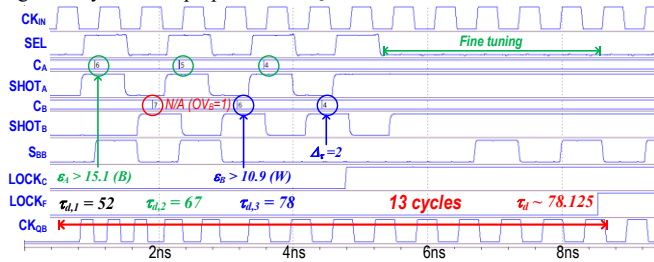 CK_IN
SEL
Fine tuning
C_A 6 5 4
SHOT_A
C_B 7 N/A (OV_B=1) 6 4
SHOT_B
S_BB
Δ_τ=2
LOCK_C
ε_A > 15.1 (B) ε_B > 10.9 (W)
LOCK_F τ_d,1 = 52 τ_d,2 = 67 τ_d,3 = 78 13 cycles τ_d ~ 78.125
CK_QB
2ns 4ns 6ns 8ns